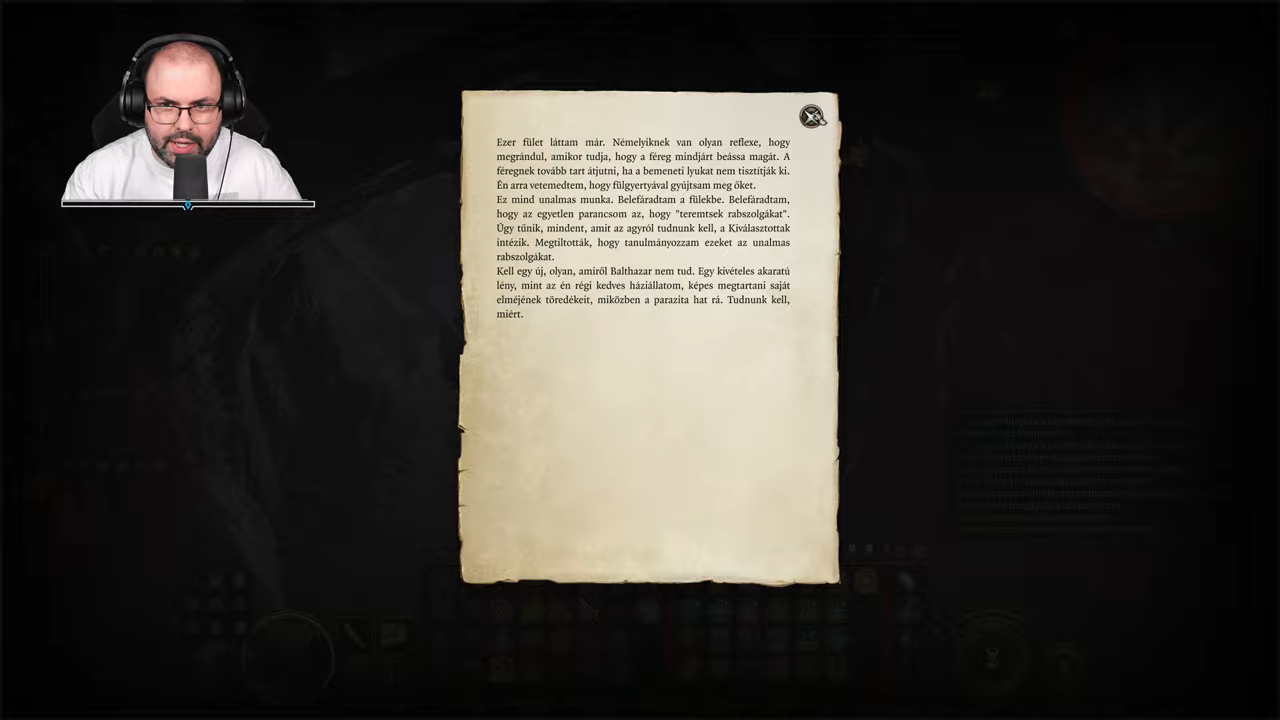 Ezer fület láttam már. Némelyiknek van olyan reflexe, hogy
megrándul, amikor tudja, hogy a féreg mindjárt beássa magát. A
féregnek tovább tart átjutni, ha a bemeneti lyukat nem tisztítják ki.
Én arra vetemedtem, hogy fülgyertyával gyújtsam meg őket.
Ez mind unalmas munka. Belefáradtam a fülekbe. Belefáradtam,
hogy az egyetlen parancsom az, hogy "teremtsek rabszolgákat".
Úgy tűnik, mindent, amit az agyról tudnunk kell, a Kiválasztottak
intézik. Megtiltották, hogy tanulmányozzam ezeket az unalmas
rabszolgákat.
Kell egy új, olyan, amiről Balthazar nem tud. Egy kivételes akaratú
lény, mint az én régi kedves háziállatom, képes megtartani saját
elméjének töredékeit, miközben a parazita hat rá. Tudnunk kell,
miért.